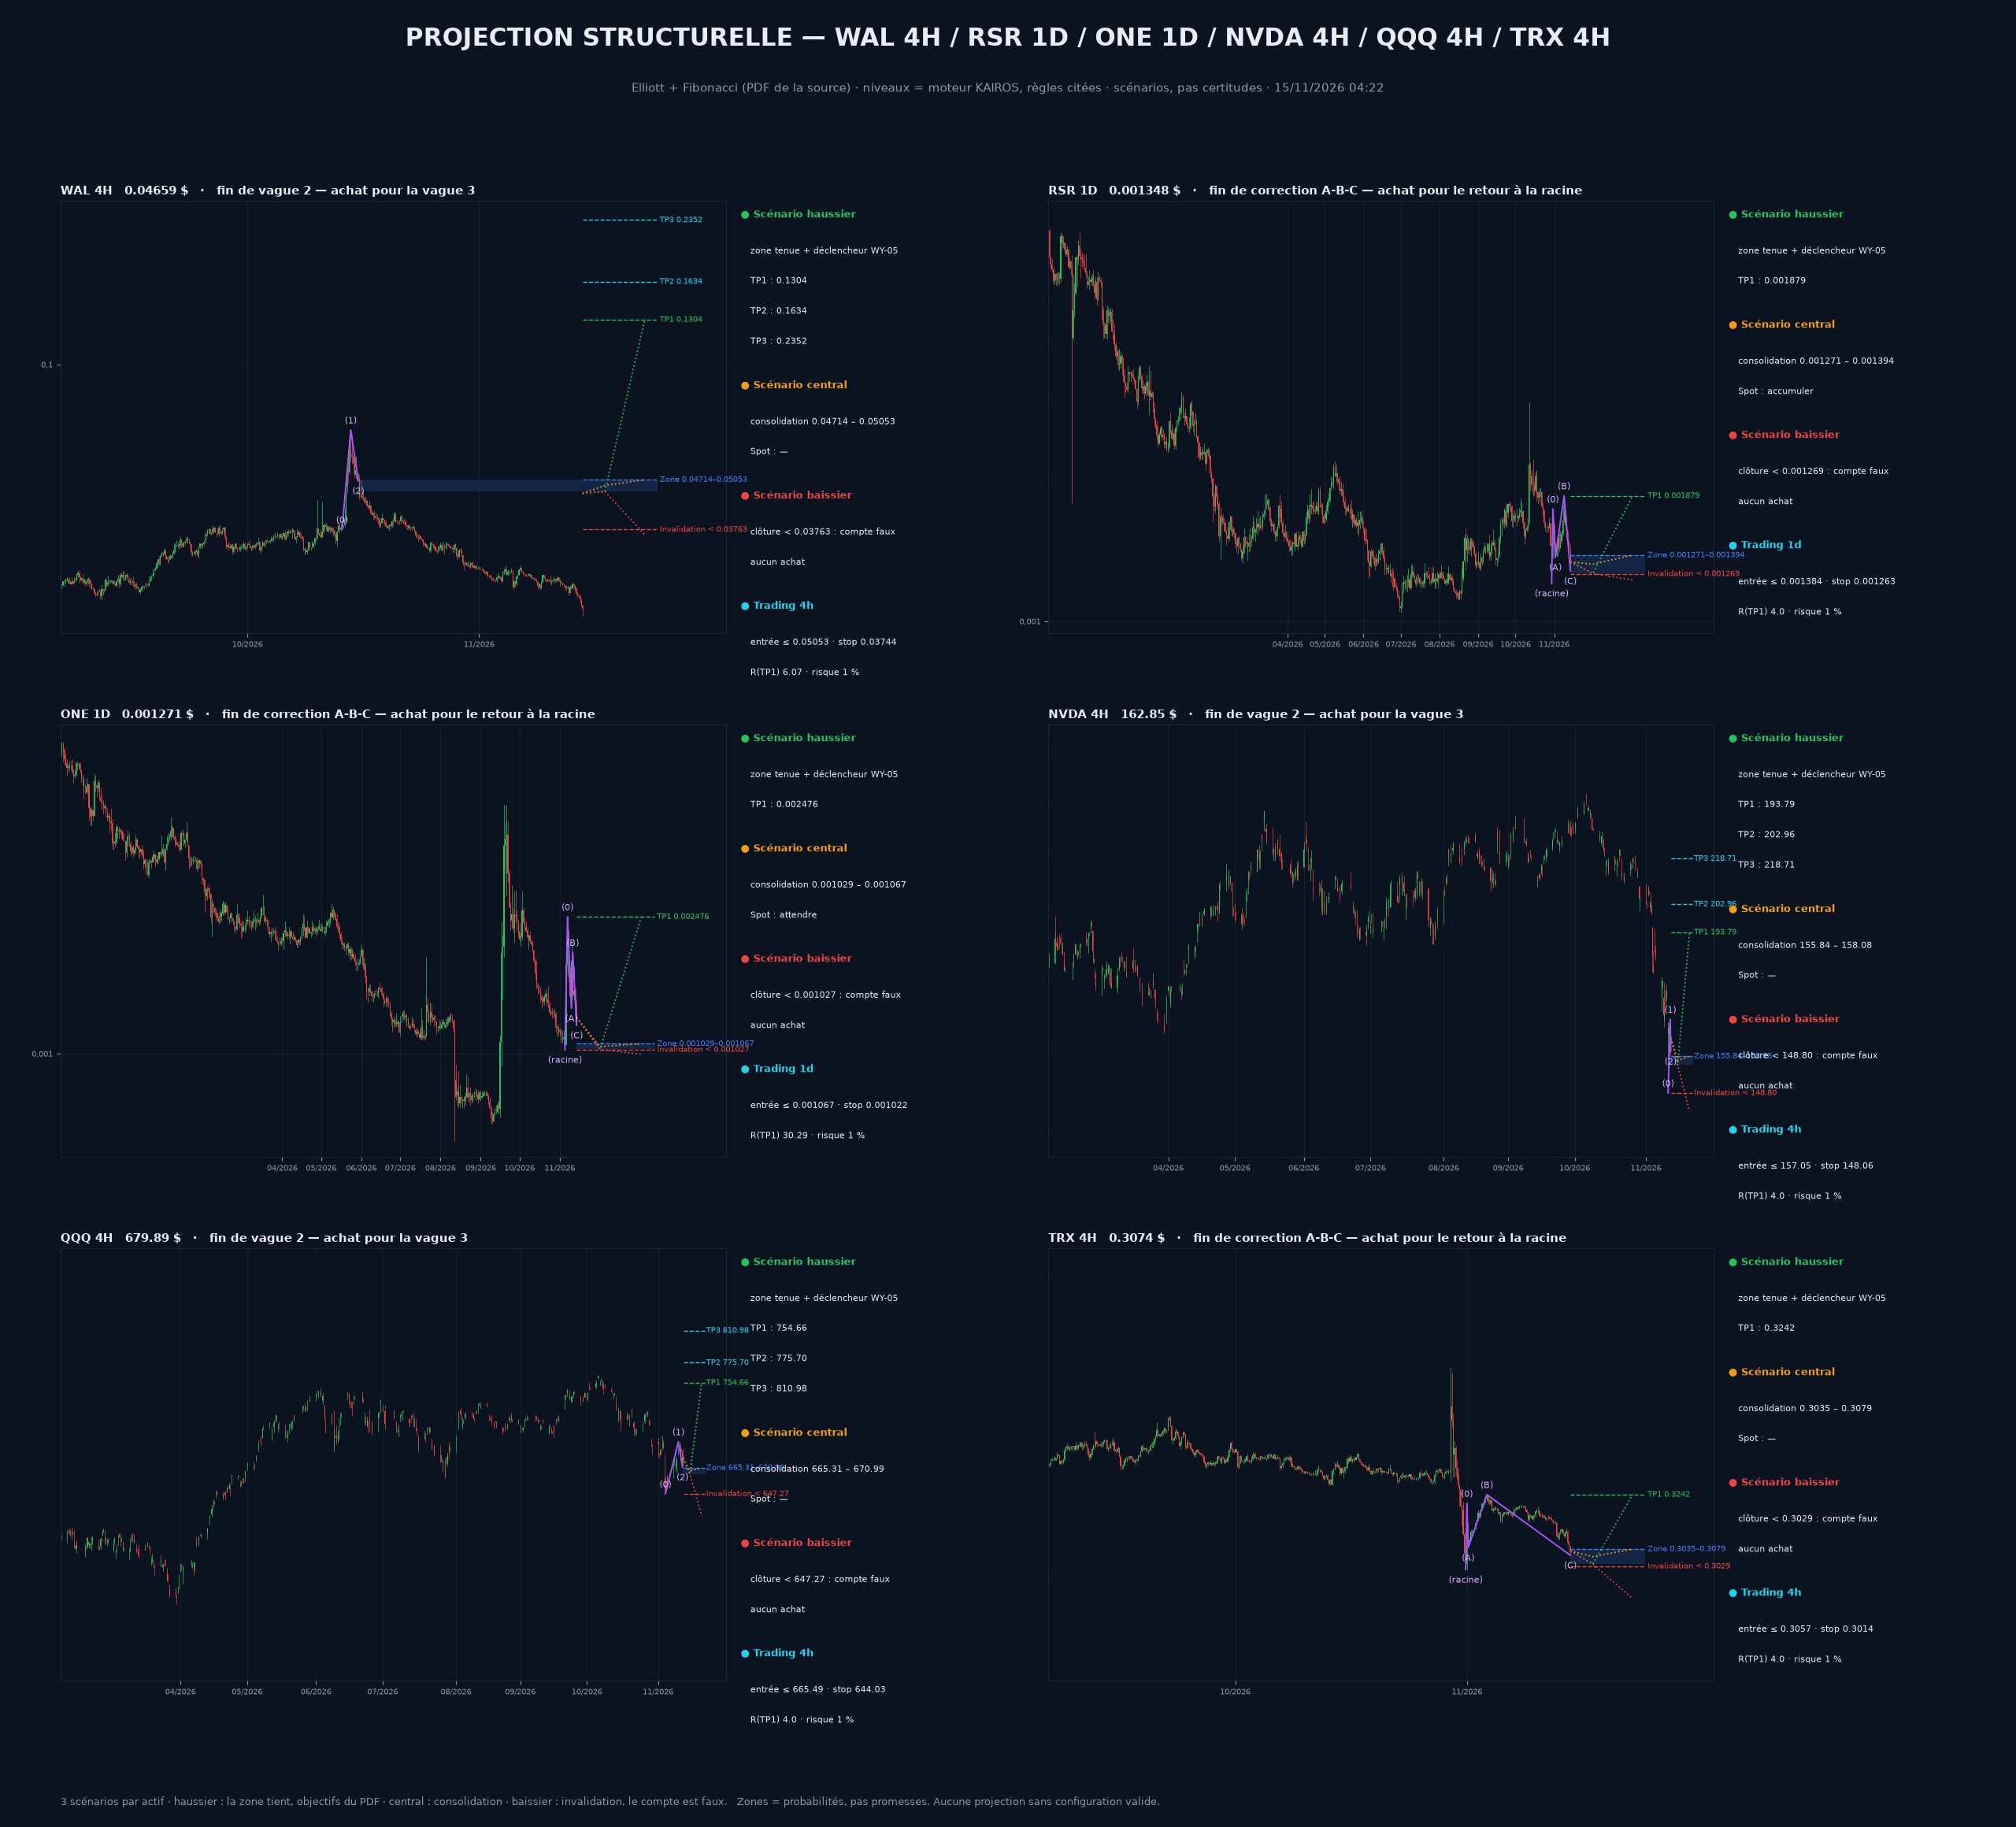 PROJECTION STRUCTURELLE — WAL 4H / RSR 1D / ONE 1D / NVDA 4H / QQQ 4H / TRX 4H
Elliott + Fibonacci (PDF de la source) · niveaux = moteur KAIROS, règles citées · scénarios, pas certitudes · 15/11/2026 04:22
WAL 4H 0.04659 $ · fin de vague 2 — achat pour la vague 3
TP3 0.2352
TP2 0.1634
TP1 0.1304
0,1
(1)
(2)
(0)
Zone 0.04714–0.05053
Invalidation < 0.03763
10/2026 11/2026
● Scénario haussier
zone tenue + déclencheur WY-05
TP1 : 0.1304
TP2 : 0.1634
TP3 : 0.2352
● Scénario central
consolidation 0.04714 – 0.05053
Spot : —
● Scénario baissier
clôture < 0.03763 : compte faux
aucun achat
● Trading 4h
entrée ≤ 0.05053 · stop 0.03744
R(TP1) 6.07 · risque 1 %
RSR 1D 0.001348 $ · fin de correction A-B-C — achat pour le retour à la racine
(B)
(0)
TP1 0.001879
Zone 0.001271–0.001394
(A)
Invalidation < 0.001269
(C)
(racine)
0,001
04/2026 05/2026 06/2026 07/2026 08/2026 09/2026 10/2026 11/2026
● Scénario haussier
zone tenue + déclencheur WY-05
TP1 : 0.001879
● Scénario central
consolidation 0.001271 – 0.001394
Spot : accumuler
● Scénario baissier
clôture < 0.001269 : compte faux
aucun achat
● Trading 1d
entrée ≤ 0.001384 · stop 0.001263
R(TP1) 4.0 · risque 1 %
ONE 1D 0.001271 $ · fin de correction A-B-C — achat pour le retour à la racine
(0)
TP1 0.002476
(B)
(A)
(C)
Zone 0.001029–0.001067
Invalidation < 0.001027
(racine)
0,001
04/2026 05/2026 06/2026 07/2026 08/2026 09/2026 10/2026 11/2026
● Scénario haussier
zone tenue + déclencheur WY-05
TP1 : 0.002476
● Scénario central
consolidation 0.001029 – 0.001067
Spot : attendre
● Scénario baissier
clôture < 0.001027 : compte faux
aucun achat
● Trading 1d
entrée ≤ 0.001067 · stop 0.001022
R(TP1) 30.29 · risque 1 %
NVDA 4H 162.85 $ · fin de vague 2 — achat pour la vague 3
TP3 218.71
TP2 202.96
TP1 193.79
(1)
(2)
(0)
Zone 155.84
Invalidation < 148.80
04/2026 05/2026 06/2026 07/2026 08/2026 09/2026 10/2026 11/2026
● Scénario haussier
zone tenue + déclencheur WY-05
TP1 : 193.79
TP2 : 202.96
TP3 : 218.71
● Scénario central
consolidation 155.84 – 158.08
Spot : —
● Scénario baissier
clôture < 148.80 : compte faux
aucun achat
● Trading 4h
entrée ≤ 157.05 · stop 148.06
R(TP1) 4.0 · risque 1 %
QQQ 4H 679.89 $ · fin de vague 2 — achat pour la vague 3
TP3 810.98
TP2 775.70
TP1 754.66
(1)
Zone 665.31–670.99
(2)
(0)
Invalidation < 647.27
04/2026 05/2026 06/2026 07/2026 08/2026 09/2026 10/2026 11/2026
● Scénario haussier
zone tenue + déclencheur WY-05
TP1 : 754.66
TP2 : 775.70
TP3 : 810.98
● Scénario central
consolidation 665.31 – 670.99
Spot : —
● Scénario baissier
clôture < 647.27 : compte faux
aucun achat
● Trading 4h
entrée ≤ 665.49 · stop 644.03
R(TP1) 4.0 · risque 1 %
TRX 4H 0.3074 $ · fin de correction A-B-C — achat pour le retour à la racine
(B)
(0)
TP1 0.3242
Zone 0.3035–0.3079
(A)
(C)
Invalidation < 0.3029
(racine)
10/2026 11/2026
● Scénario haussier
zone tenue + déclencheur WY-05
TP1 : 0.3242
● Scénario central
consolidation 0.3035 – 0.3079
Spot : —
● Scénario baissier
clôture < 0.3029 : compte faux
aucun achat
● Trading 4h
entrée ≤ 0.3057 · stop 0.3014
R(TP1) 4.0 · risque 1 %
3 scénarios par actif · haussier : la zone tient, objectifs du PDF · central : consolidation · baissier : invalidation, le compte est faux. Zones = probabilités, pas promesses. Aucune projection sans configuration valide.